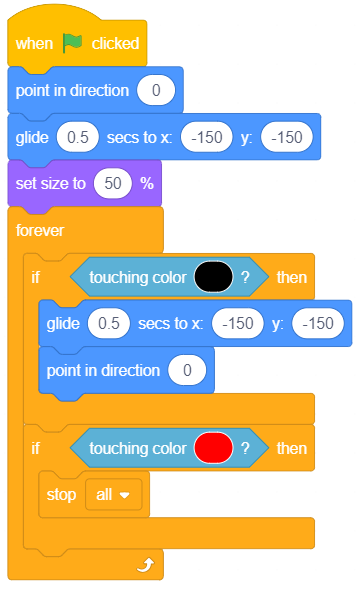 when clicked
point in direction 0
glide 0.5 secs to x: -150 y: -150
set size to 50 %
forever
if touching color ? then
glide 0.5 secs to x: -150 y: -150
point in direction 0
if touching color ? then
stop all